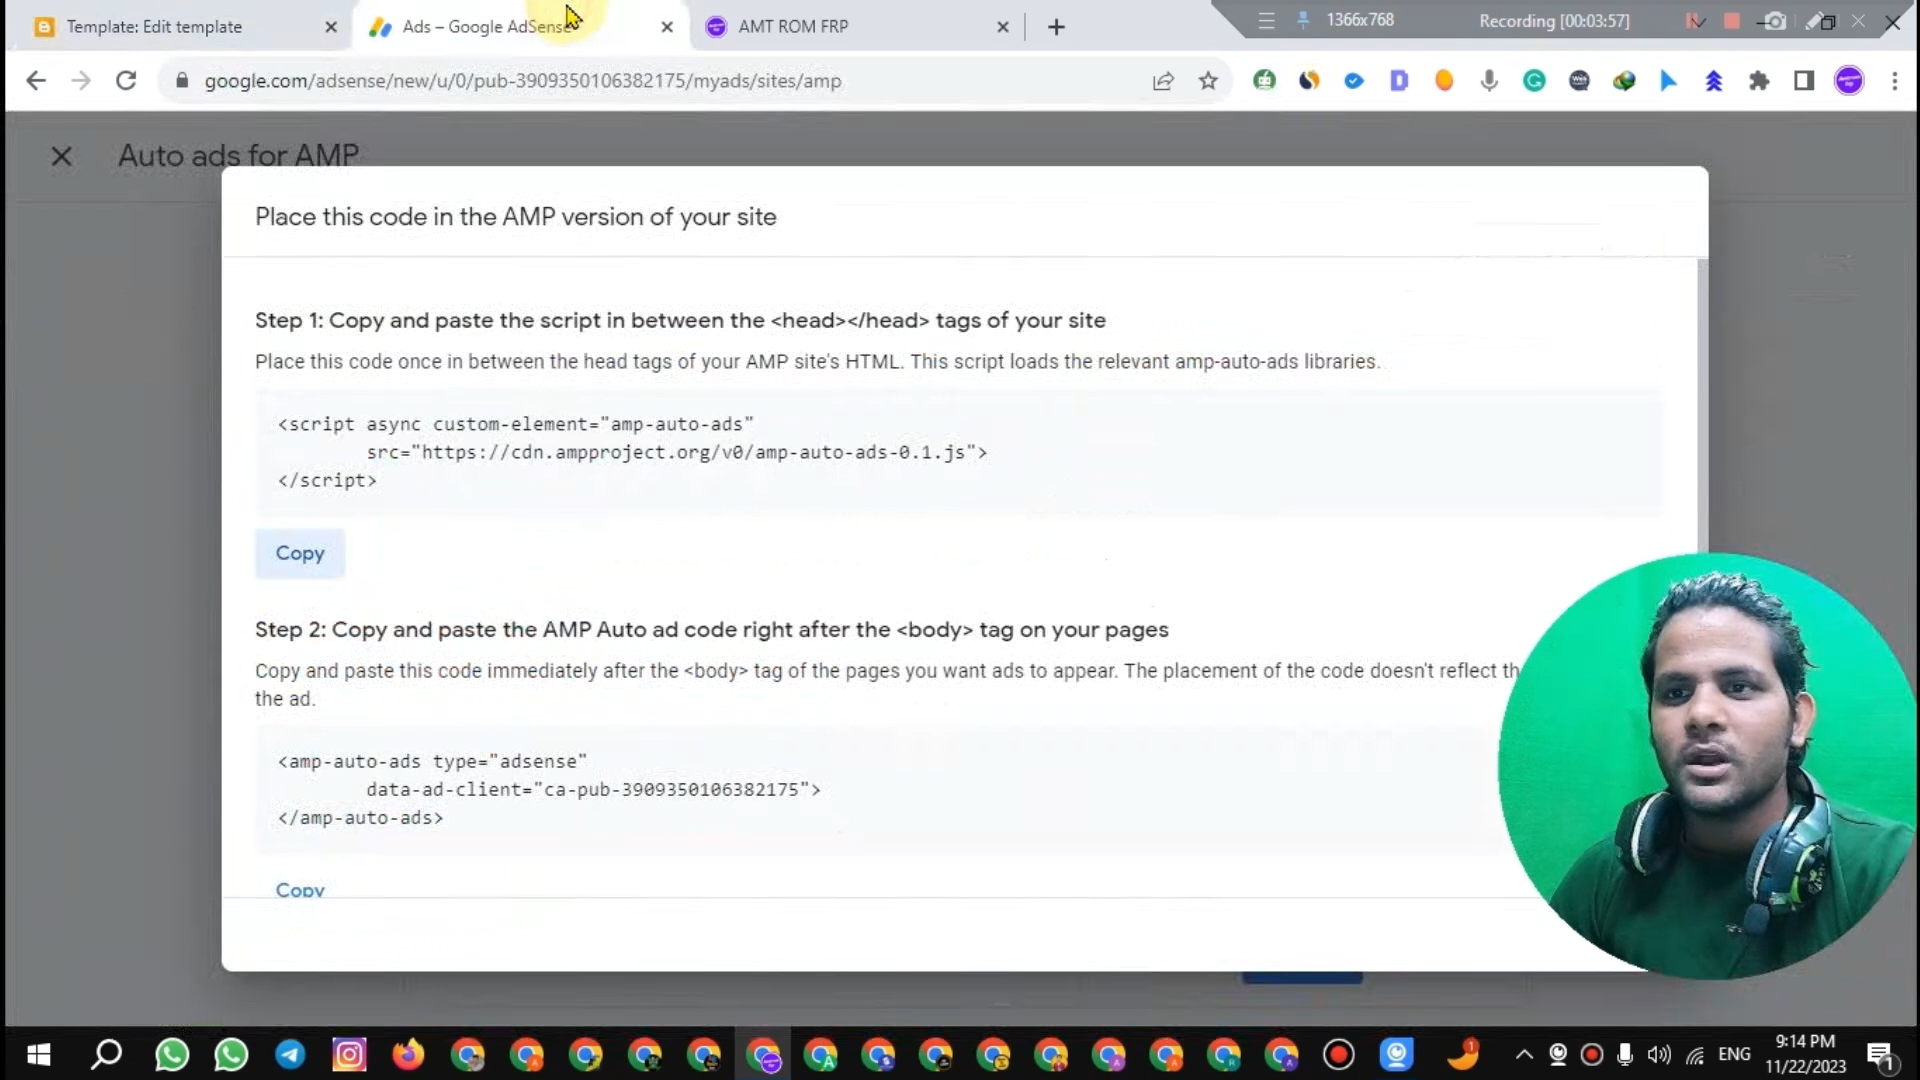 Template: Edit template
Ads – Google AdSense
AMT ROM FRP
1366x768
Recording [00:03:57]
google.com/adsense/new/u/0/pub-3909350106382175/myads/sites/amp
Auto ads for AMP
Place this code in the AMP version of your site
Step 1: Copy and paste the script in between the <head></head> tags of your site
Place this code once in between the head tags of your AMP site's HTML. This script loads the relevant amp-auto-ads libraries.
<script async custom-element="amp-auto-ads"
src="https://cdn.ampproject.org/v0/amp-auto-ads-0.1.js">
</script>
Copy
Step 2: Copy and paste the AMP Auto ad code right after the <body> tag on your pages
Copy and paste this code immediately after the <body> tag of the pages you want ads to appear. The placement of the code doesn't reflect th
the ad.
<amp-auto-ads type="adsense"
data-ad-client="ca-pub-3909350106382175">
</amp-auto-ads>
Copy
ENG
9:14 PM
11/22/2023